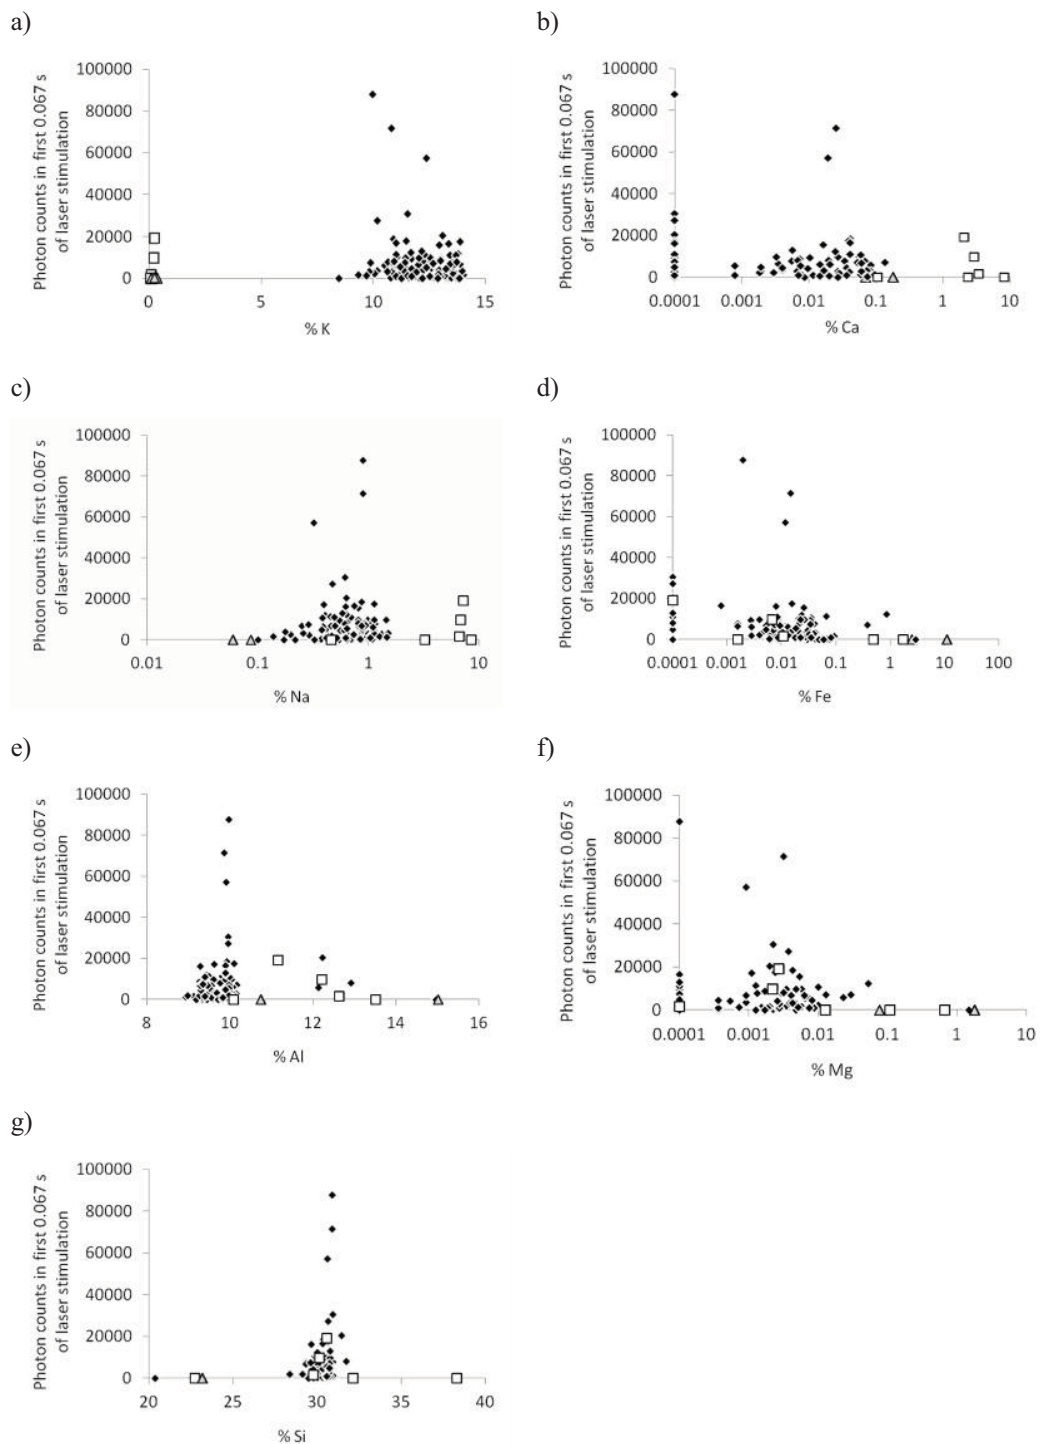 a)
Photon counts in first 0.067 s
of laser stimulation
100000
80000
60000
40000
20000
0
0
5
10
15
% K
b)
Photon counts in first 0.067 s
of laser stimulation
100000
80000
60000
40000
20000
0
0.0001
0.001
0.01
0.1
1
10
% Ca
c)
Photon counts in first 0.067 s
of laser stimulation
100000
80000
60000
40000
20000
0
0.01
0.1
1
10
% Na
d)
Photon counts in first 0.067 s
of laser stimulation
100000
80000
60000
40000
20000
0
0.0001
0.001
0.01
0.1
1
10
100
% Fe
e)
Photon counts in first 0.067 s
of laser stimulation
100000
80000
60000
40000
20000
0
8
10
12
14
16
% Al
f)
Photon counts in first 0.067 s
of laser stimulation
100000
80000
60000
40000
20000
0
0.0001
0.001
0.01
0.1
1
10
% Mg
g)
Photon counts in first 0.067 s
of laser stimulation
100000
80000
60000
40000
20000
0
20
25
30
35
40
% Si